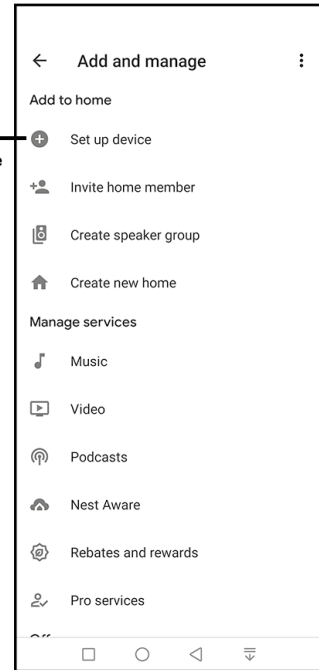 Add and manage
Add to home
Set up device
Invite home member
Create speaker group
Create new home
Manage services
Music
Video
Podcasts
Nest Aware
Rebates and rewards
Pro services